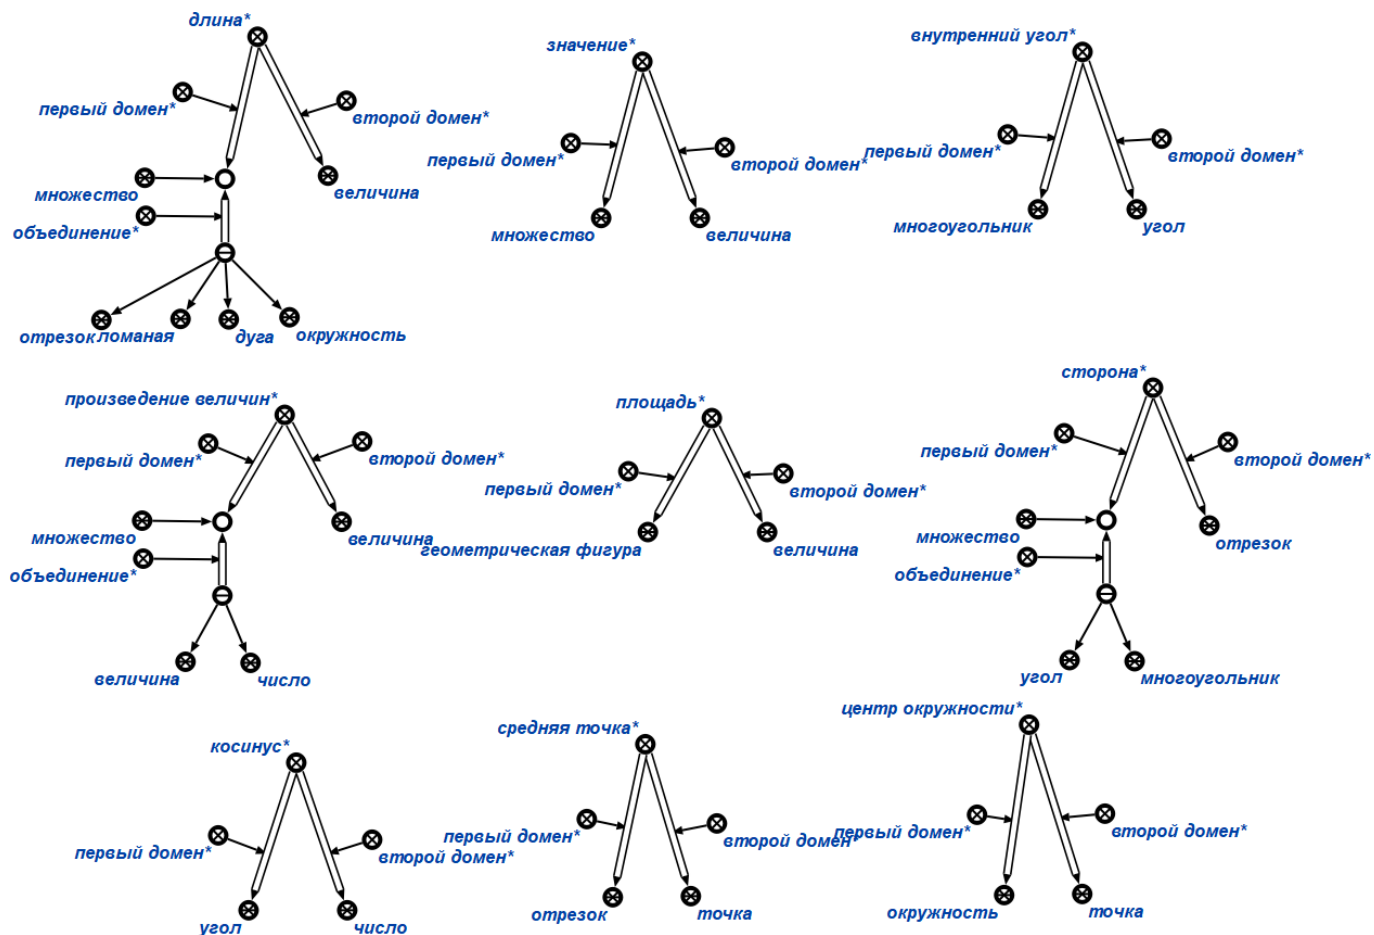 длина*
первый домен*
второй домен*
множество
величина
объединение*
отрезок
ломаная
дуга
окружность
значение*
первый домен*
второй домен*
множество
величина
внутренний угол*
первый домен*
второй домен*
многоугольник
угол
произведение величин*
первый домен*
второй домен*
множество
величина
объединение*
величина
число
площадь*
первый домен*
второй домен*
геометрическая фигура
величина
сторона*
первый домен*
второй домен*
множество
отрезок
объединение*
угол
многоугольник
косинус*
первый домен*
второй домен*
угол
число
средняя точка*
первый домен*
второй домен*
отрезок
точка
центр окружности*
первый домен*
второй домен*
окружность
точка